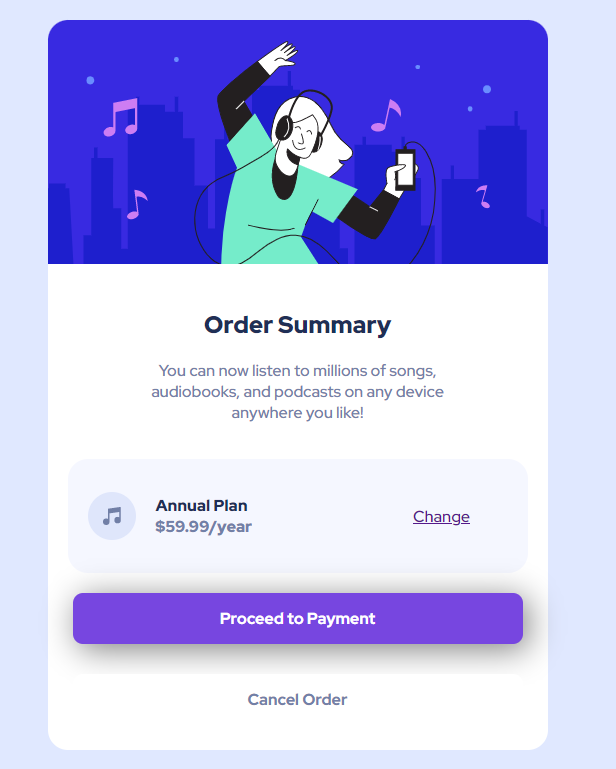 Order Summary
You can now listen to millions of songs,
audiobooks, and podcasts on any device
anywhere you like!
Annual Plan
$59.99/year
Change
Proceed to Payment
Cancel Order